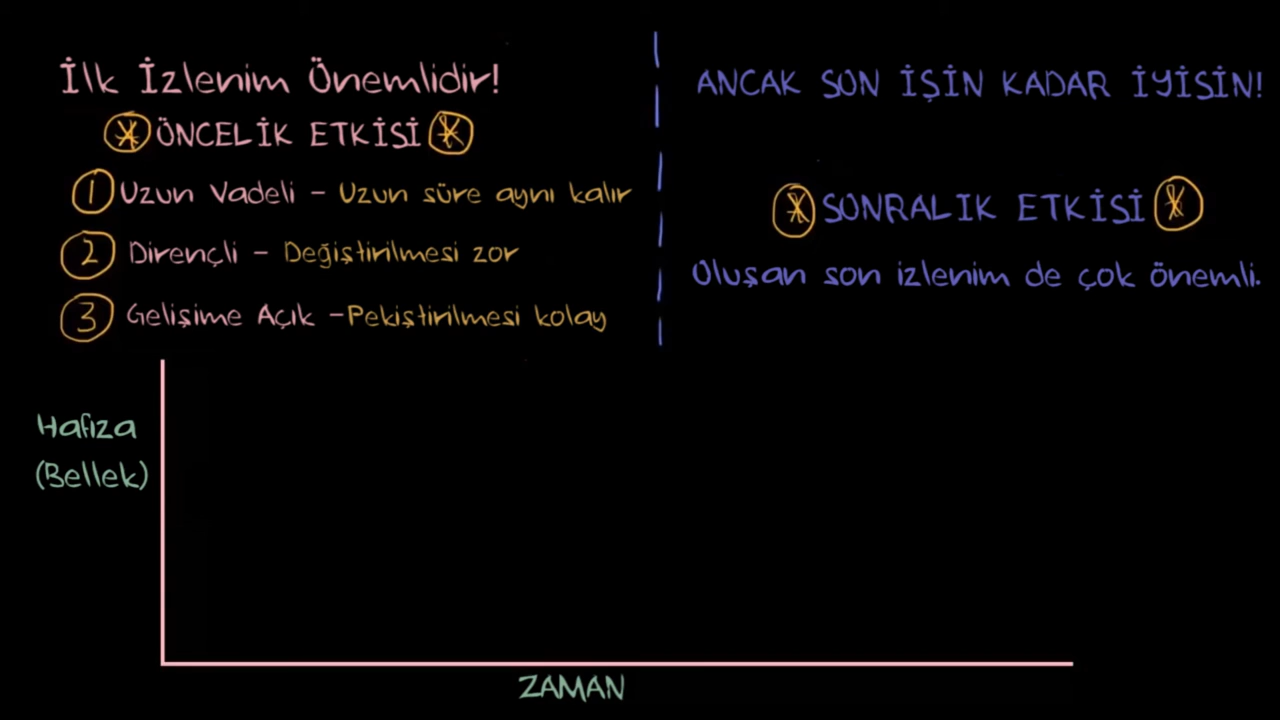 İlk İzlenim Önemlidir!
ÖNCELİK ETKİSİ
1 Uzun Vadeli - Uzun süre aynı kalır
2 Dirençli - Değiştirilmesi zor
3 Gelişime Açık - Pekiştirilmesi kolay
ANCAK SON İŞİN KADAR İYİSİN!
SONRALIK ETKİSİ
Oluşan son izlenim de çok önemli.
Hafıza
(Bellek)
ZAMAN